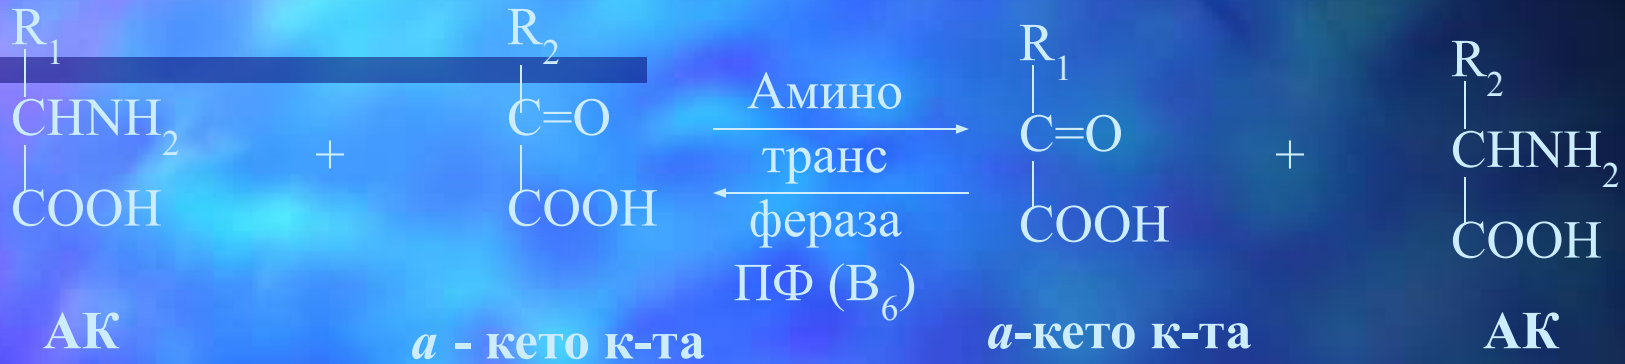 R₁ R₂ R₁ R₂
CHNH₂ + C=O Амино транс фераза ПФ (В₆) C=O + CHNH₂
COOH COOH COOH COOH
АК а - кето к-та а-кето к-та АК